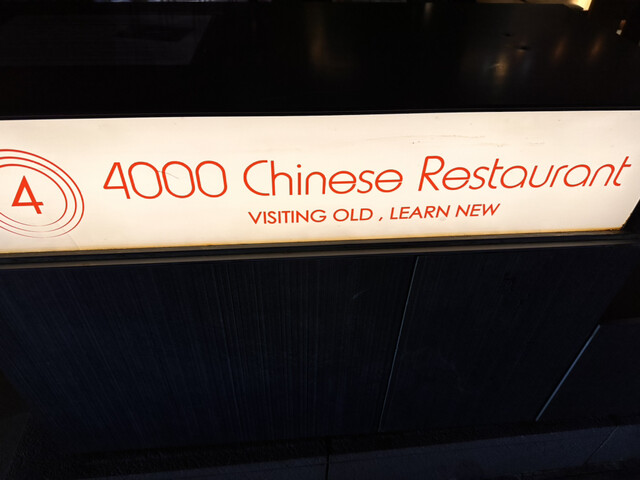 4
4000 Chinese Restaurant
VISITING OLD , LEARN NEW